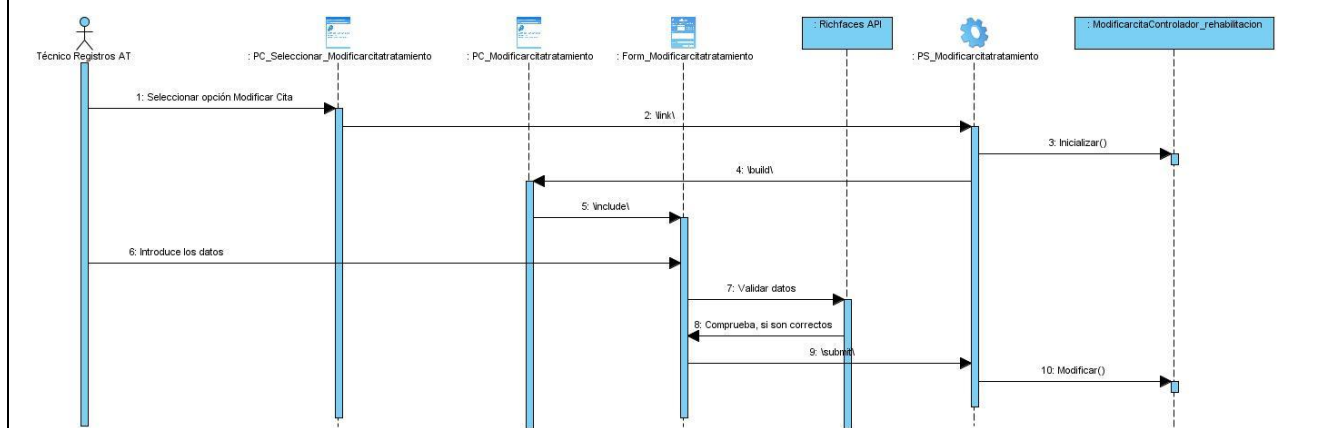 : Richfaces API
: ModificarcitaControlador_rehabilitacion
Técnico Registros AT
: PC_Seleccionar_Modificarcitatratamiento
: PC_Modificarcitatratamiento
: Form_Modificarcitatratamiento
: PS_Modificarcitatratamiento
1: Seleccionar opción Modificar Cita
2: \link\
3: Inicializar()
4: \build\
5: \include\
6: Introduce los datos
7: Validar datos
8: Comprueba, si son correctos
9: \submit\
10: Modificar()